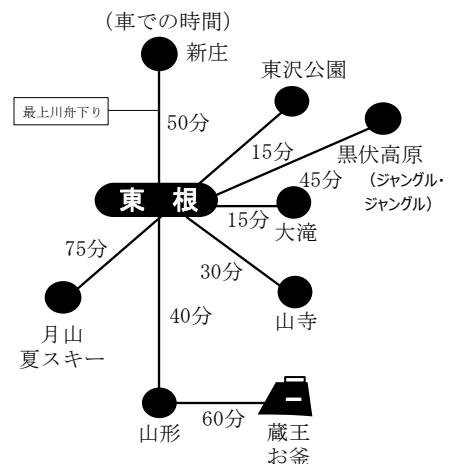 （車での時間）
新庄
東沢公園
最上川舟下り
50分
15分
黒伏高原
45分
（ジャングル・
ジャングル）
東 根
15分
大滝
75分
30分
40分
山寺
月山
夏スキー
60分
山形
蔵王
お釜